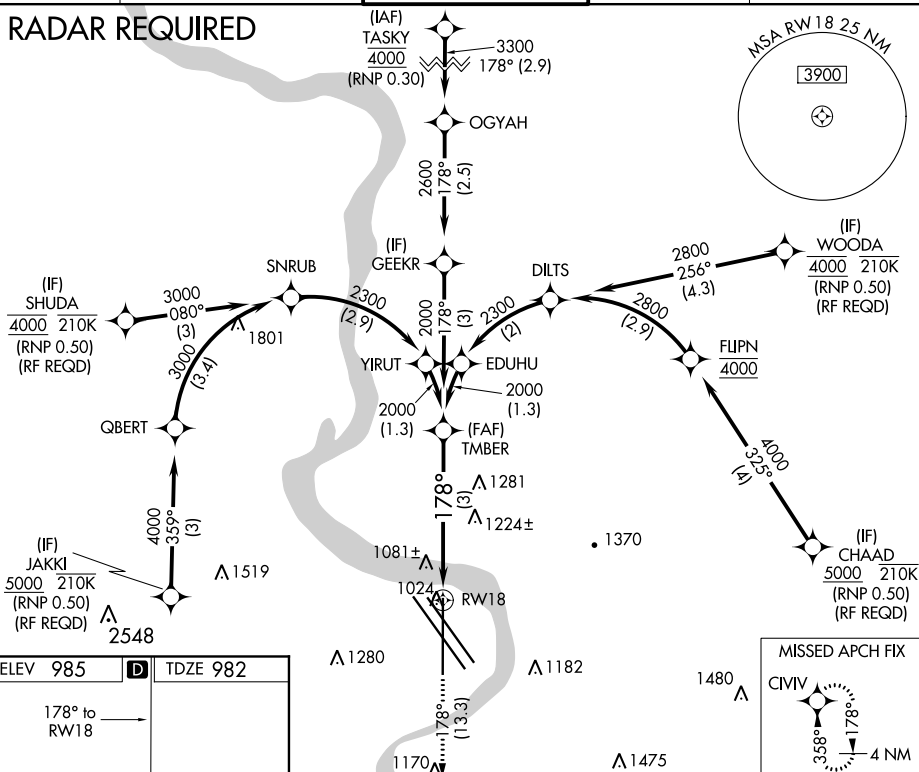 RADAR REQUIRED
(IAF)
TASKY
4000
(RNP 0.30)
3300
178° (2.9)
OGYAH
2600
178°
(2.5)
MSA RW18 25 NM
3900
(IF)
GEEKR
2000
178°
(3)
(IF)
WOODA
4000 210K
(RNP 0.50)
(RF REQD)
2800
256°
(4.3)
DILTS
SNRUB
(IF)
SHUDA
4000 210K
(RNP 0.50)
(RF REQD)
3000
080°
(3)
2300
(2.9)
2300
(2)
2800
(2.9)
1801
3000
(3.4)
YIRUT
EDUHU
FLIPN
4000
2000
(1.3)
2000
(1.3)
QBERT
(FAF)
TMBER
4000
325°
(4)
178°
(3)
1281
1224±
4000
359°
(3)
1370
(IF)
JAKKI
5000 210K
(RNP 0.50)
(RF REQD)
1519
1081±
1024
RW18
(IF)
CHAAD
5000 210K
(RNP 0.50)
(RF REQD)
2548
1280
1182
1480
ELEV 985
D
TDZE 982
178° to
RW18
178°
(13.3)
1170
1475
MISSED APCH FIX
CIVIV
358°
178°
4 NM